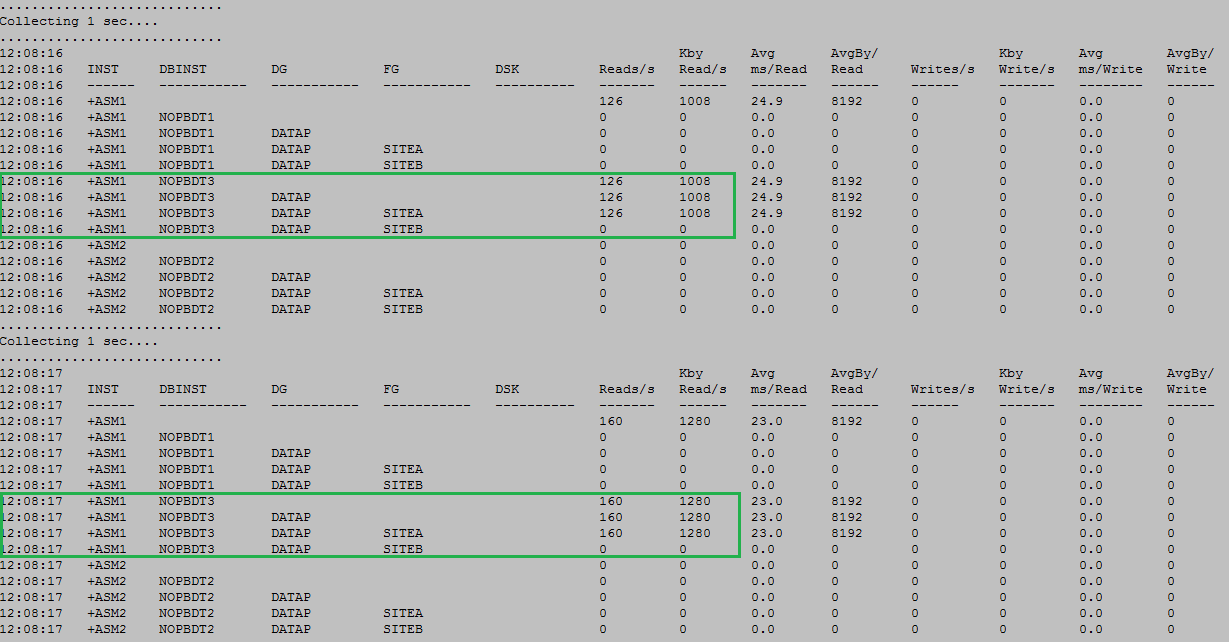 ............................
Collecting 1 sec....
............................
12:08:16 Kby Avg AvgBy/ Kby Avg AvgBy/
12:08:16 INST DBINST DG FG DSK Reads/s Read/s ms/Read Read Writes/s Write/s ms/Write Write
12:08:16 ------ ----------- ----------- ----------- ---------- ------- ------ ------- ------ ------ ------- -------- ------
12:08:16 +ASM1 126 1008 24.9 8192 0 0 0.0 0
12:08:16 +ASM1 NOPBDT1 0 0 0.0 0 0 0 0.0 0
12:08:16 +ASM1 NOPBDT1 DATAP 0 0 0.0 0 0 0 0.0 0
12:08:16 +ASM1 NOPBDT1 DATAP SITEA 0 0 0.0 0 0 0 0.0 0
12:08:16 +ASM1 NOPBDT1 DATAP SITEB 0 0 0.0 0 0 0 0.0 0
12:08:16 +ASM1 NOPBDT3 126 1008 24.9 8192 0 0 0.0 0
12:08:16 +ASM1 NOPBDT3 DATAP 126 1008 24.9 8192 0 0 0.0 0
12:08:16 +ASM1 NOPBDT3 DATAP SITEA 126 1008 24.9 8192 0 0 0.0 0
12:08:16 +ASM1 NOPBDT3 DATAP SITEB 0 0 0.0 0 0 0 0.0 0
12:08:16 +ASM2 0 0 0.0 0 0 0 0.0 0
12:08:16 +ASM2 NOPBDT2 0 0 0.0 0 0 0 0.0 0
12:08:16 +ASM2 NOPBDT2 DATAP 0 0 0.0 0 0 0 0.0 0
12:08:16 +ASM2 NOPBDT2 DATAP SITEA 0 0 0.0 0 0 0 0.0 0
12:08:16 +ASM2 NOPBDT2 DATAP SITEB 0 0 0.0 0 0 0 0.0 0
............................
Collecting 1 sec....
............................
12:08:17 Kby Avg AvgBy/ Kby Avg AvgBy/
12:08:17 INST DBINST DG FG DSK Reads/s Read/s ms/Read Read Writes/s Write/s ms/Write Write
12:08:17 ------ ----------- ----------- ----------- ---------- ------- ------ ------- ------ ------ ------- -------- ------
12:08:17 +ASM1 160 1280 23.0 8192 0 0 0.0 0
12:08:17 +ASM1 NOPBDT1 0 0 0.0 0 0 0 0.0 0
12:08:17 +ASM1 NOPBDT1 DATAP 0 0 0.0 0 0 0 0.0 0
12:08:17 +ASM1 NOPBDT1 DATAP SITEA 0 0 0.0 0 0 0 0.0 0
12:08:17 +ASM1 NOPBDT1 DATAP SITEB 0 0 0.0 0 0 0 0.0 0
12:08:17 +ASM1 NOPBDT3 160 1280 23.0 8192 0 0 0.0 0
12:08:17 +ASM1 NOPBDT3 DATAP 160 1280 23.0 8192 0 0 0.0 0
12:08:17 +ASM1 NOPBDT3 DATAP SITEA 160 1280 23.0 8192 0 0 0.0 0
12:08:17 +ASM1 NOPBDT3 DATAP SITEB 0 0 0.0 0 0 0 0.0 0
12:08:17 +ASM2 0 0 0.0 0 0 0 0.0 0
12:08:17 +ASM2 NOPBDT2 0 0 0.0 0 0 0 0.0 0
12:08:17 +ASM2 NOPBDT2 DATAP 0 0 0.0 0 0 0 0.0 0
12:08:17 +ASM2 NOPBDT2 DATAP SITEA 0 0 0.0 0 0 0 0.0 0
12:08:17 +ASM2 NOPBDT2 DATAP SITEB 0 0 0.0 0 0 0 0.0 0